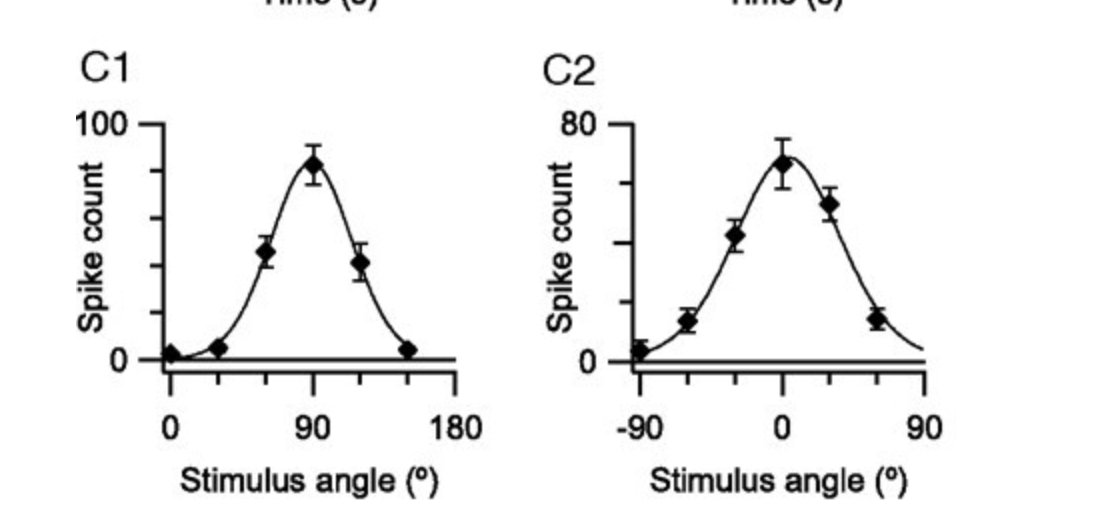 Time (s)
Time (s)
C1
C2
100
80
Spike count
Spike count
0
0
0 90 180
-90 0 90
Stimulus angle (º)
Stimulus angle (º)